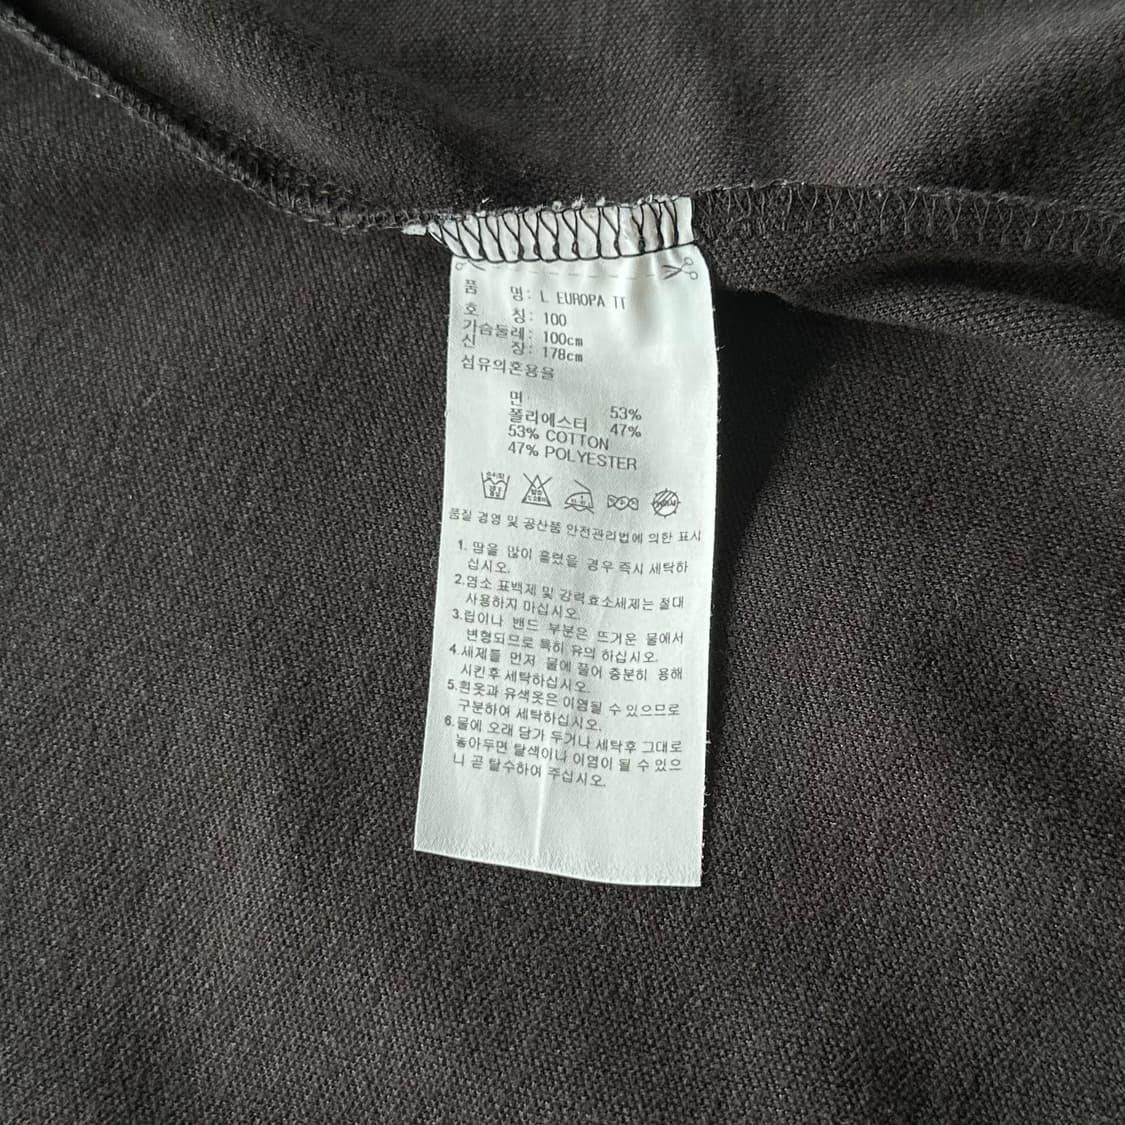 품 명: L EUROPA TT
호 칭: 100
가슴둘레: 100cm
신 장: 178cm
섬유의혼용율
면 53%
폴리에스터 47%
53% COTTON
47% POLYESTER
품질 경영 및 공산품 안전관리법에 의한 표시
1. 땀을 많이 흘렸을 경우 즉시 세탁하
십시오.
2.염소 표백제 및 강력효소세제는 절대
사용하지 마십시오.
3.립이나 밴드 부분은 뜨거운 물에서
변형되므로 특히 유의 하십시오.
4.세제를 먼저 물에 풀어 충분히 용해
시킨후 세탁하십시오.
5.흰옷과 유색옷은 이염될 수 있으므로
구분하여 세탁하십시오.
6.물에 오래 담가 두거나 세탁후 그대로
놓아두면 탈색이나 이염이 될 수 있으
니 곧 탈수하여 주십시오.